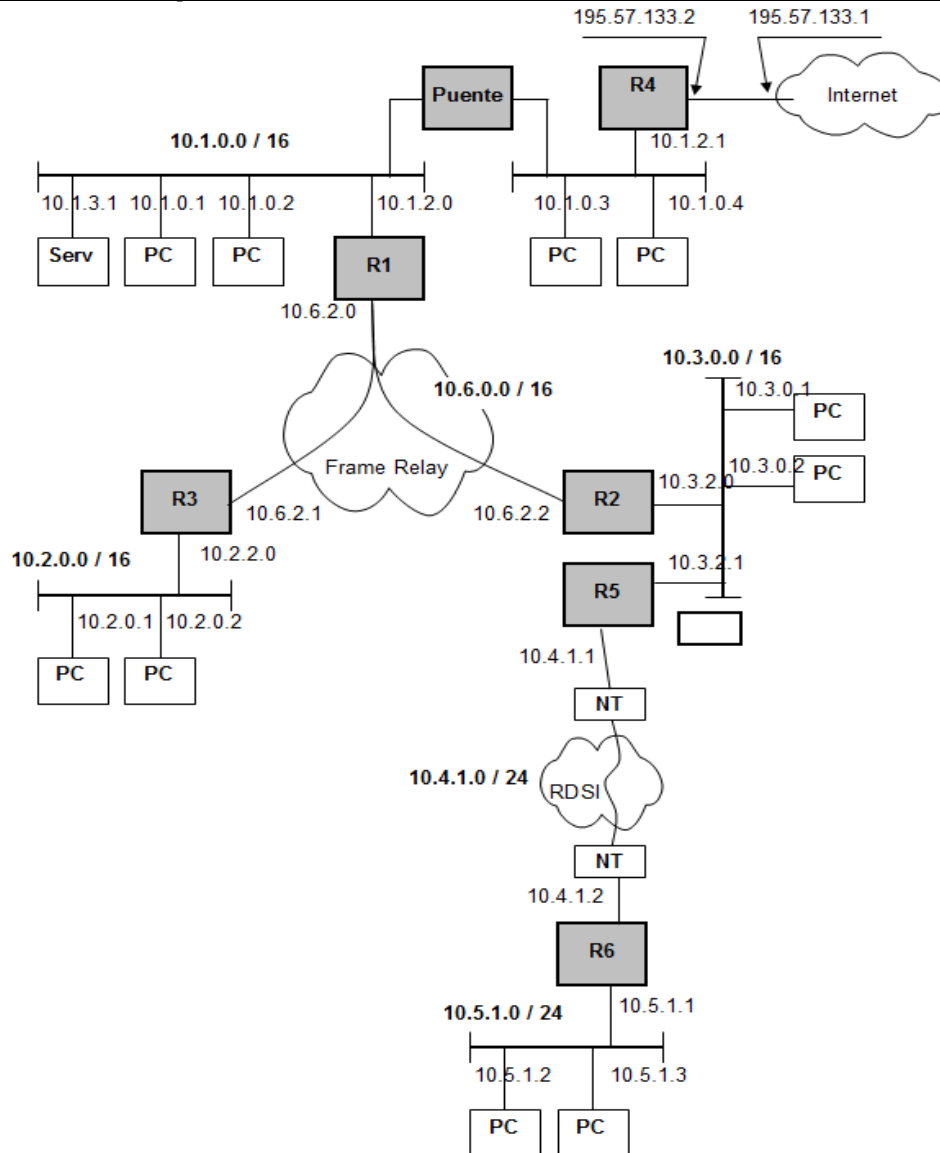 195.57.133.2
195.57.133.1
Puente
R4
Internet
10.1.0.0 / 16
10.1.2.1
10.1.3.1
10.1.0.1
10.1.0.2
10.1.2.0
10.1.0.3
10.1.0.4
Serv
PC
PC
R1
PC
PC
10.6.2.0
10.3.0.0 / 16
10.6.0.0 / 16
10.3.0.1
PC
Frame Relay
10.3.0.2
PC
R3
10.6.2.1
10.6.2.2
R2
10.3.2.0
10.2.0.0 / 16
10.2.2.0
R5
10.3.2.1
10.2.0.1
10.2.0.2
PC
PC
10.4.1.1
NT
10.4.1.0 / 24
RDSI
NT
10.4.1.2
R6
10.5.1.0 / 24
10.5.1.1
10.5.1.2
10.5.1.3
PC
PC